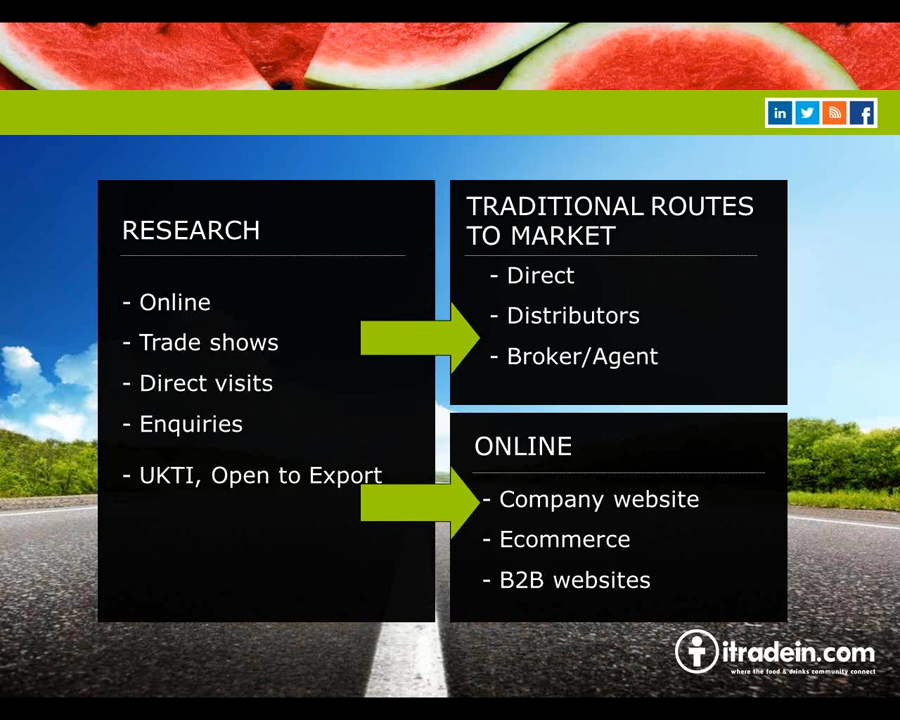 in
f
RESEARCH
- Online
- Trade shows
- Direct visits
- Enquiries
- UKTI, Open to Export
TRADITIONAL ROUTES
TO MARKET
- Direct
- Distributors
- Broker/Agent
ONLINE
- Company website
- Ecommerce
- B2B websites
itradein.com
where the food & drinks community connect